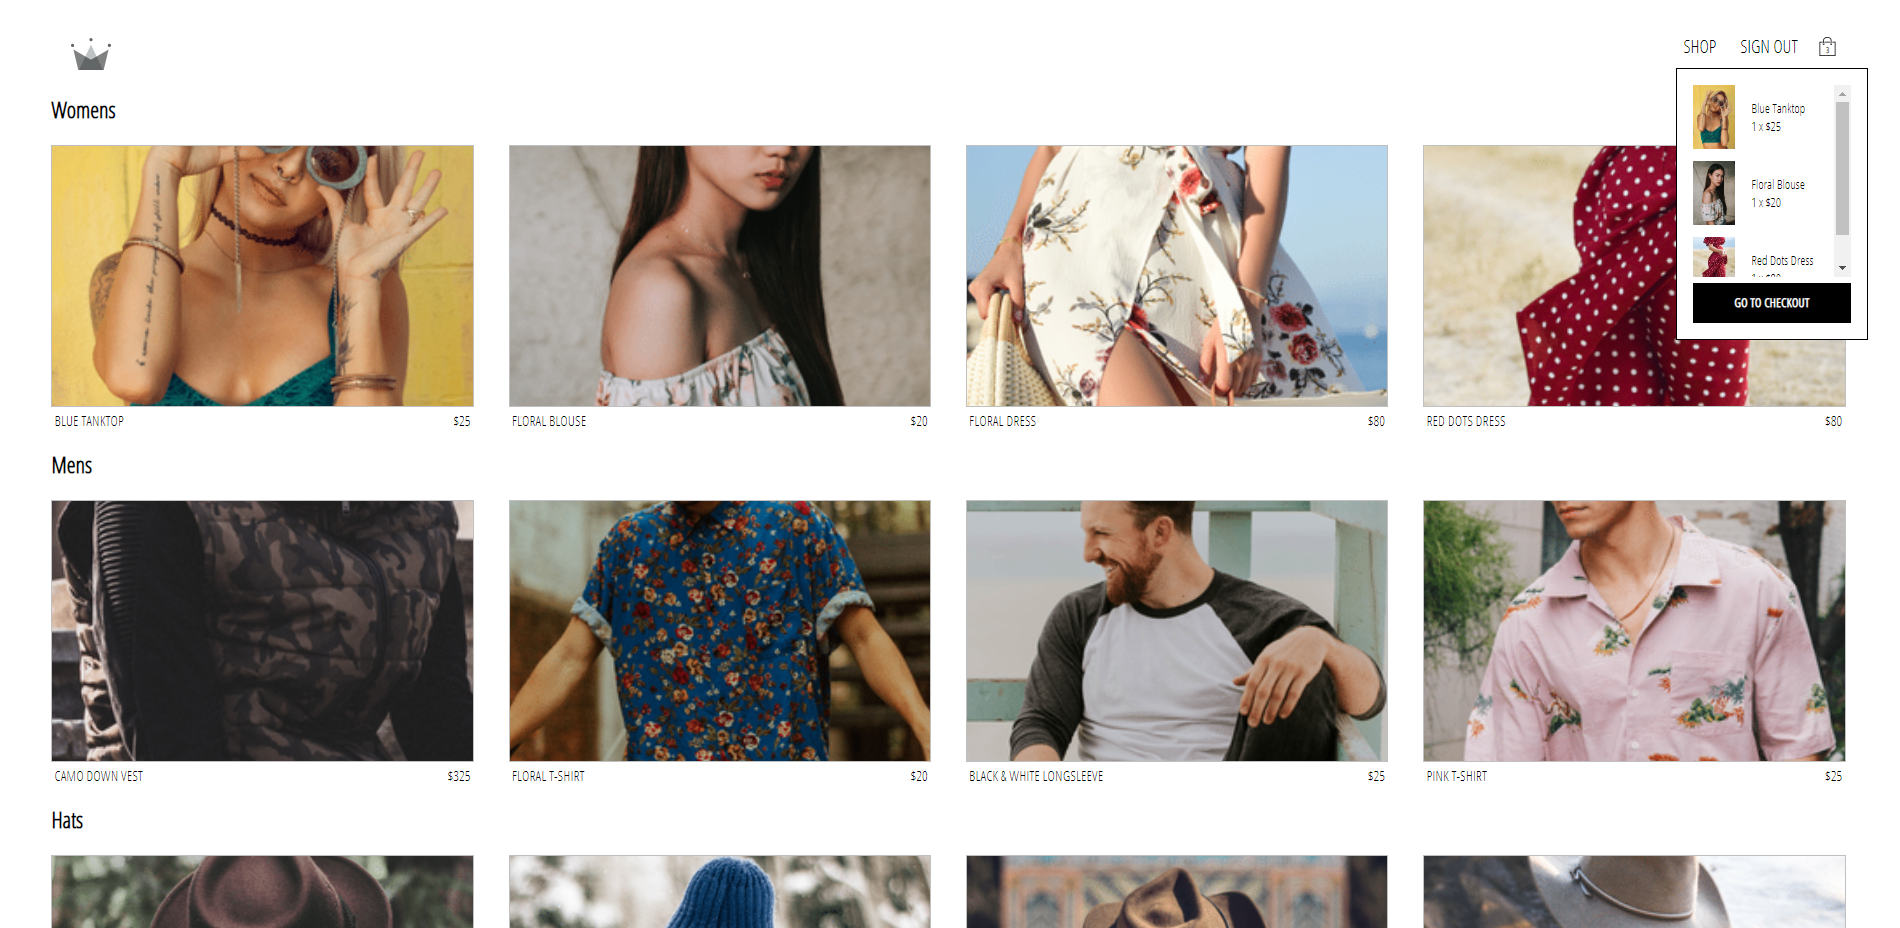 SHOP
SIGN OUT
3
Blue Tanktop
1 x $25
Floral Blouse
1 x $20
Red Dots Dress
1 x $80
GO TO CHECKOUT
Womens
BLUE TANKTOP $25
FLORAL BLOUSE $20
FLORAL DRESS $80
RED DOTS DRESS $80
Mens
CAMO DOWN VEST $325
FLORAL T-SHIRT $20
BLACK & WHITE LONGSLEEVE $25
PINK T-SHIRT $25
Hats